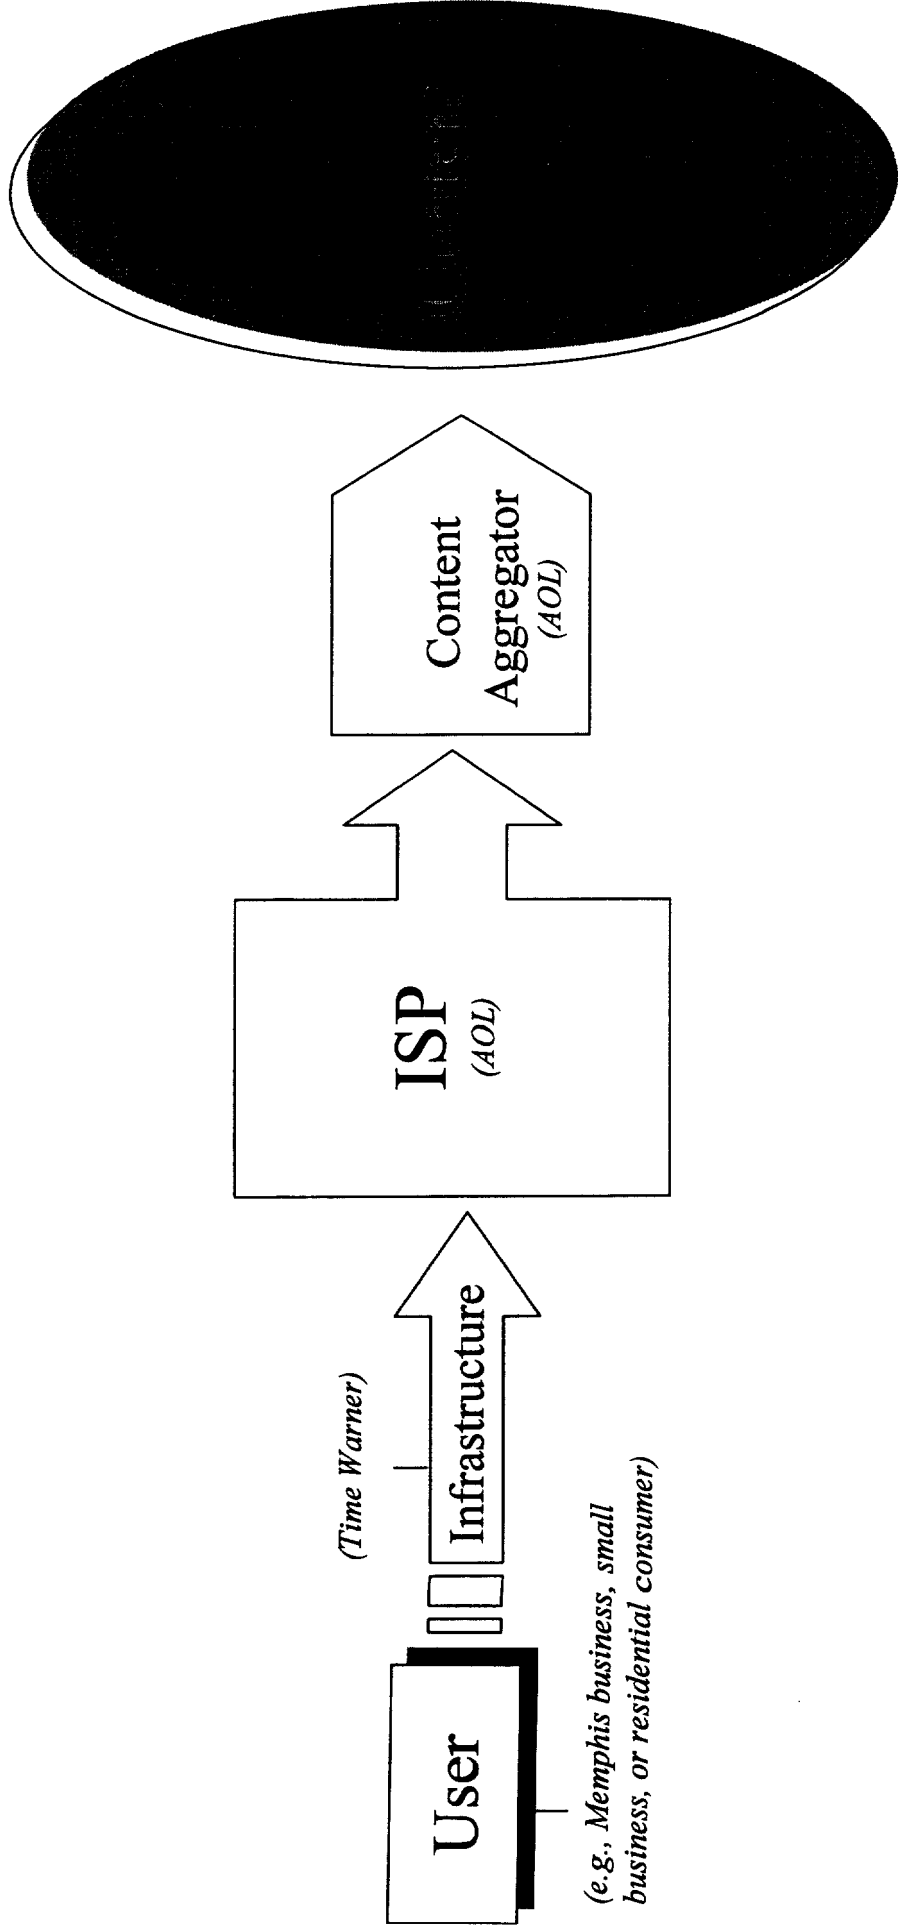 User
(e.g., Memphis business, small
business, or residential consumer)
(Time Warner)
Infrastructure
ISP
(AOL)
Content
Aggregator
(AOL)